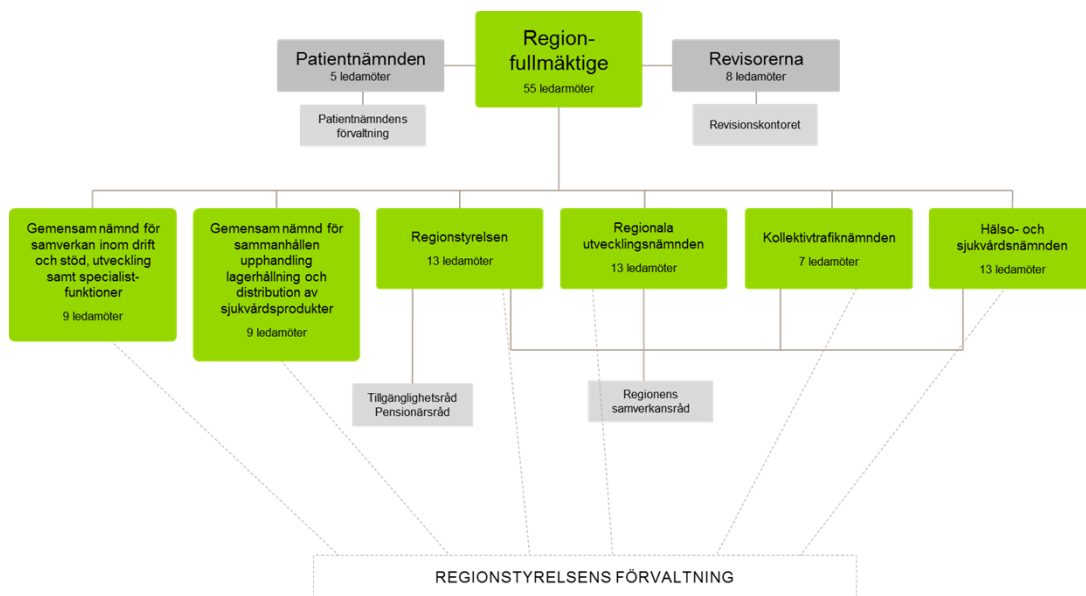 Patientnämnden
5 ledamöter
Region-
fullmäktige
55 ledarmöter
Revisorerna
8 ledamöter
Patientnämndens
förvaltning
Revisionskontoret
Gemensam nämnd för
samverkan inom drift
och stöd, utveckling
samt specialist-
funktioner
9 ledamöter
Gemensam nämnd för
sammanhållen
upphandling
lagerhållning och
distribution av
sjukvårdsprodukter
9 ledamöter
Regionstyrelsen
13 ledamöter
Regionala
utvecklingsnämnden
13 ledamöter
Kollektivtrafiknämnden
7 ledamöter
Hälso- och
sjukvårdsnämnden
13 ledamöter
Tillgänglighetsråd
Pensionärsråd
Regionens
samverkansråd
REGIONSTYRELSENS FÖRVALTNING